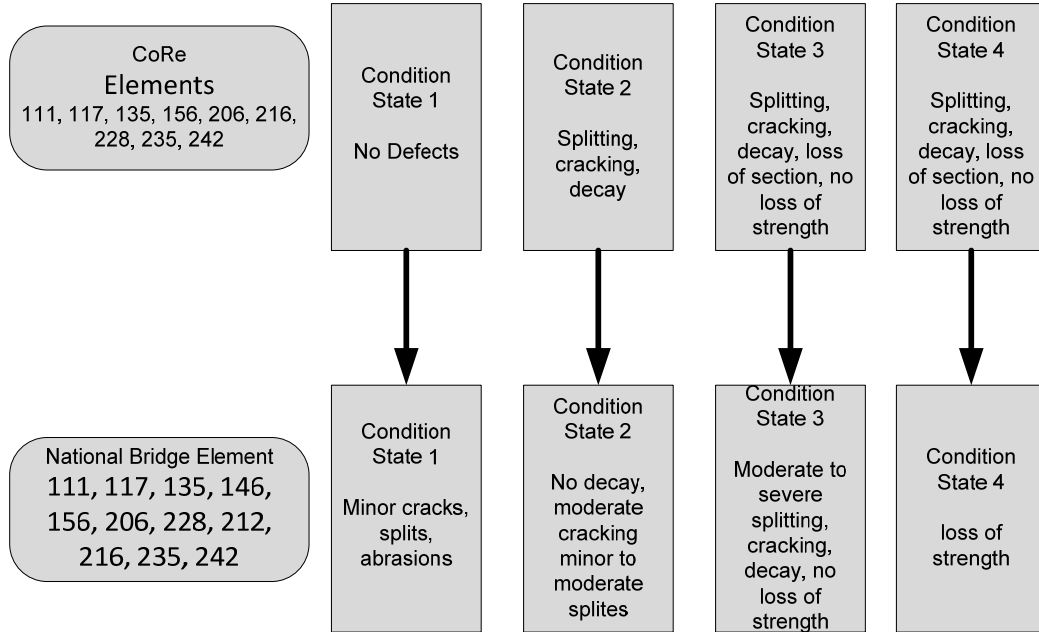 CoRe
Elements
111, 117, 135, 156, 206, 216,
228, 235, 242
Condition
State 1
No Defects
Condition
State 2
Splitting,
cracking,
decay
Condition
State 3
Splitting,
cracking,
decay, loss
of section, no
loss of
strength
Condition
State 4
Splitting,
cracking,
decay, loss
of section, no
loss of
strength
National Bridge Element
111, 117, 135, 146,
156, 206, 228, 212,
216, 235, 242
Condition
State 1
Minor cracks,
splits,
abrasions
Condition
State 2
No decay,
moderate
cracking
minor to
moderate
splites
Condition
State 3
Moderate to
severe
splitting,
cracking,
decay, no
loss of
strength
Condition
State 4
loss of
strength